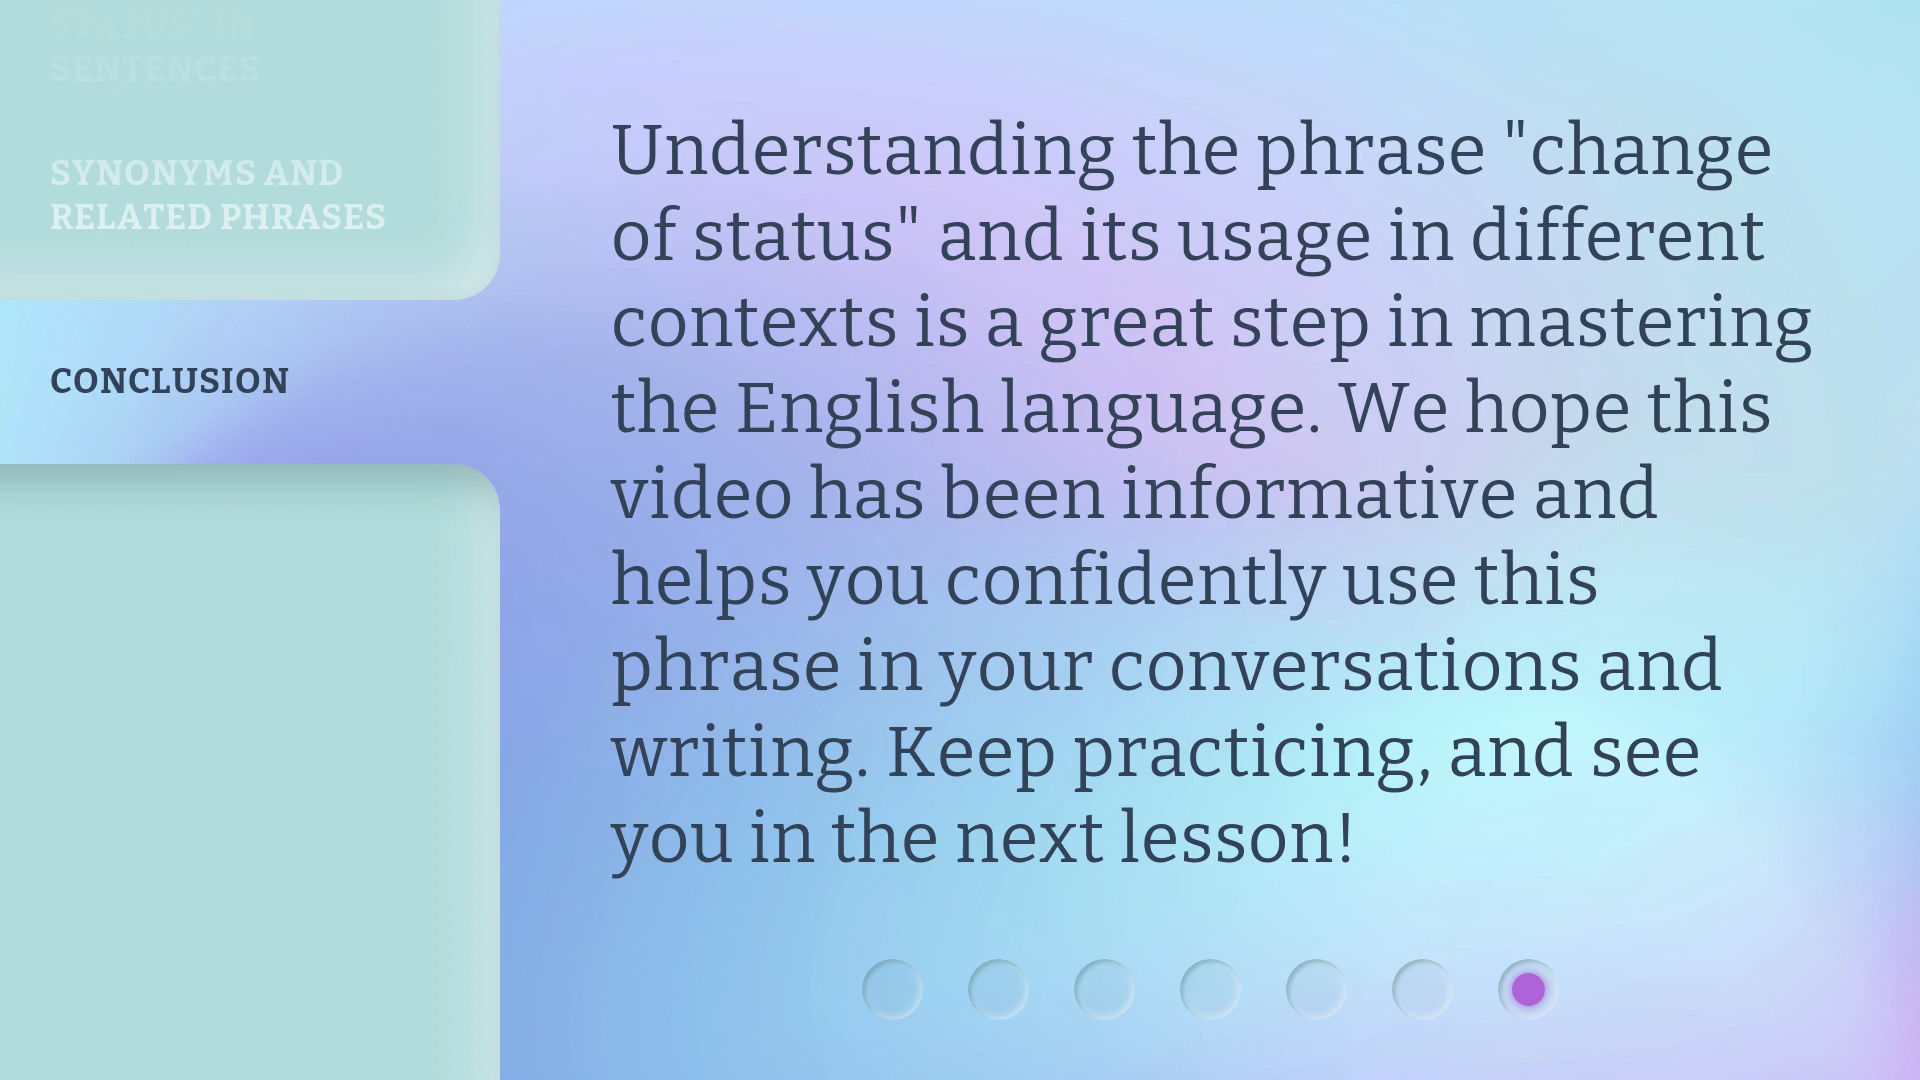 STATUS' IN
SENTENCES
SYNONYMS AND
RELATED PHRASES
CONCLUSION
Understanding the phrase "change
of status" and its usage in different
contexts is a great step in mastering
the English language. We hope this
video has been informative and
helps you confidently use this
phrase in your conversations and
writing. Keep practicing, and see
you in the next lesson!